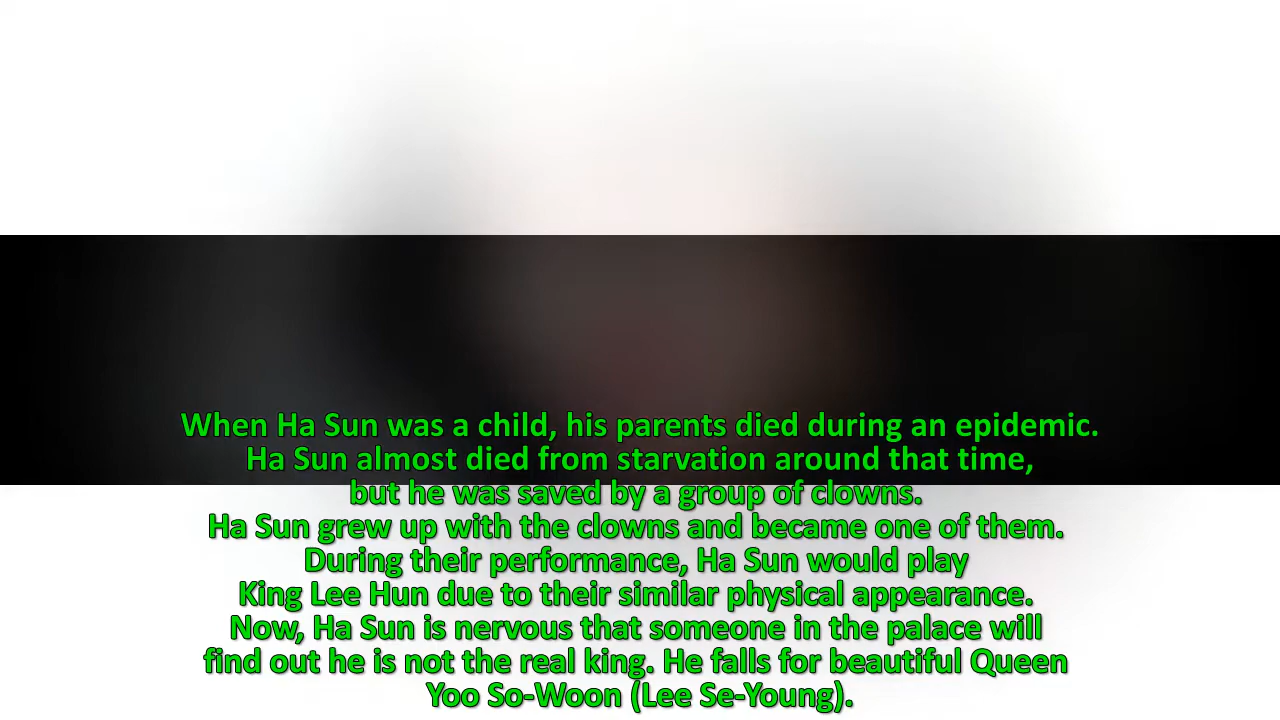 When Ha Sun was a child, his parents died during an epidemic.
Ha Sun almost died from starvation around that time,
but he was saved by a group of clowns.
Ha Sun grew up with the clowns and became one of them.
During their performance, Ha Sun would play
King Lee Hun due to their similar physical appearance.
Now, Ha Sun is nervous that someone in the palace will
find out he is not the real king. He falls for beautiful Queen
Yoo So-Woon (Lee Se-Young).